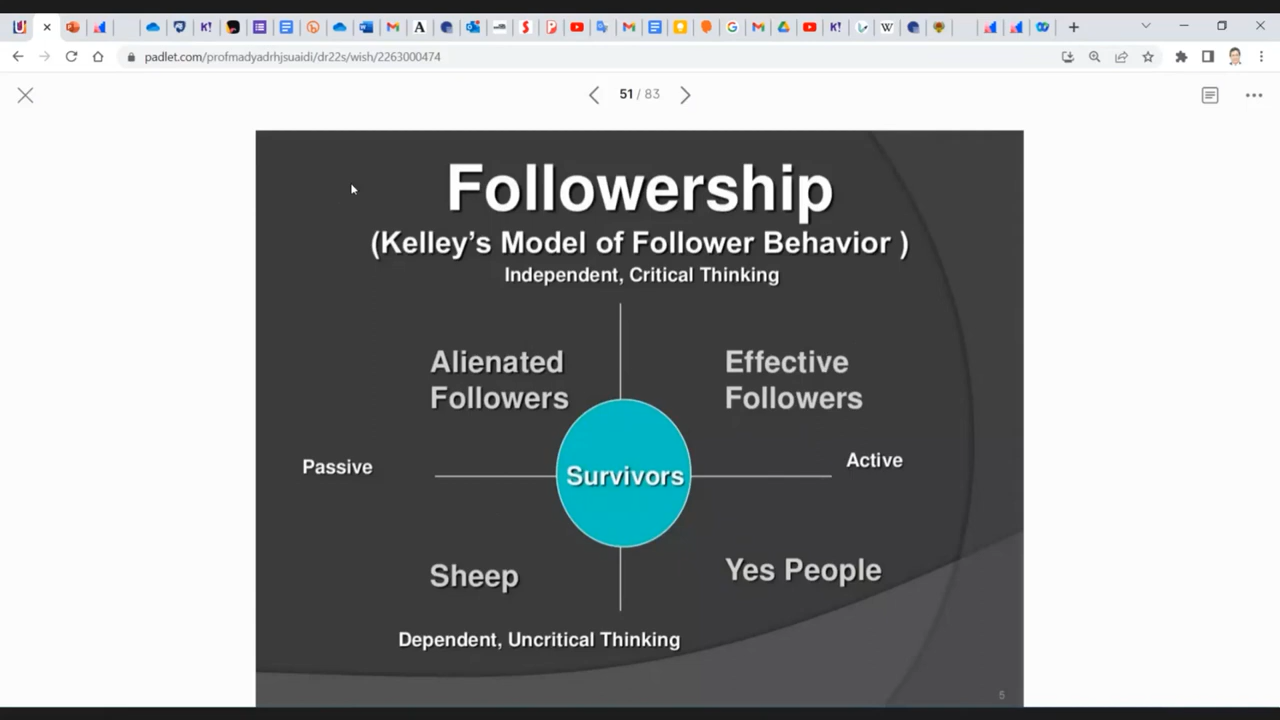 padlet.com/profmadyadrhjsuaidi/dr22s/wish/2263000474
51 / 83
Followership
(Kelley's Model of Follower Behavior )
Independent, Critical Thinking
Alienated
Followers
Effective
Followers
Passive
Survivors
Active
Sheep
Yes People
Dependent, Uncritical Thinking
5